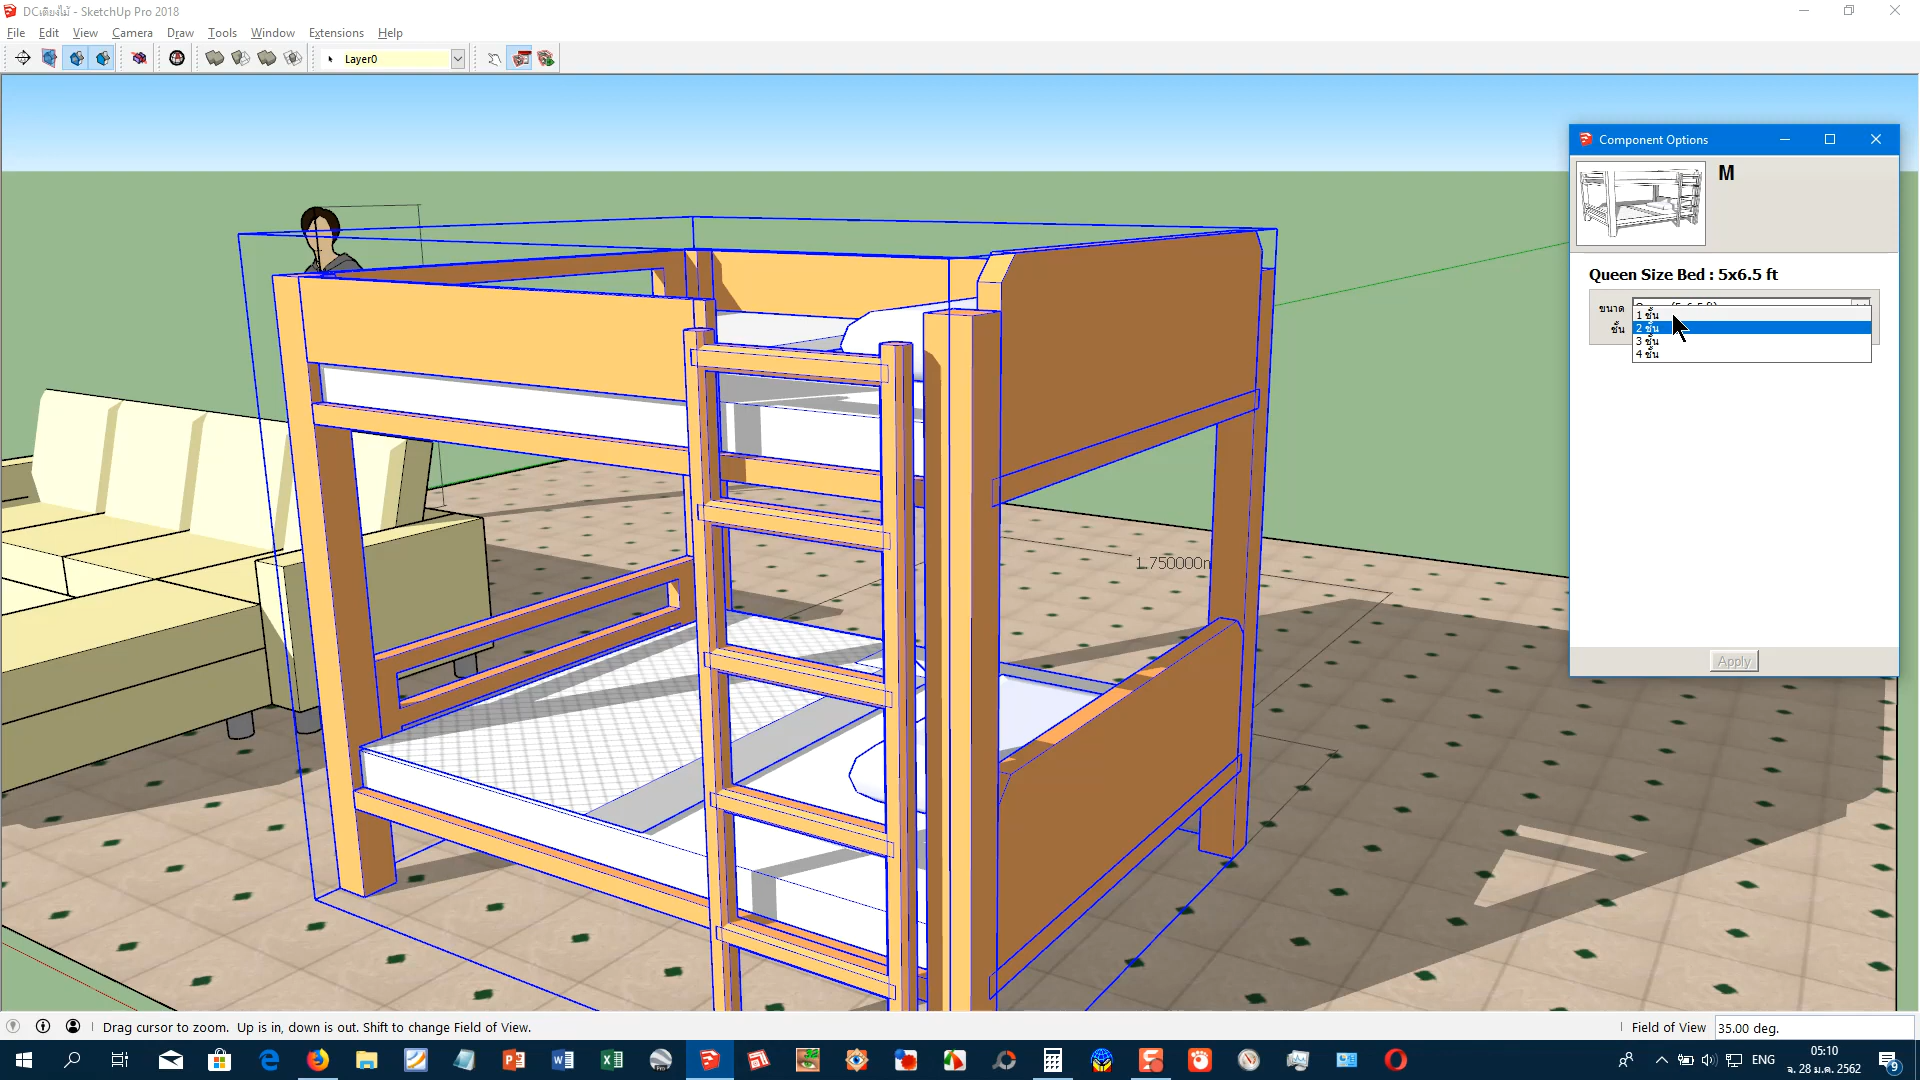 DCเตียงไม้ - SketchUp Pro 2018
File Edit View Camera Draw Tools Window Extensions Help
Layer0
Component Options
M
Queen Size Bed : 5x6.5 ft
ขนาด
ชั้น
1 ชั้น
2 ชั้น
3 ชั้น
4 ชั้น
1.750000m
Apply
Drag cursor to zoom. Up is in, down is out. Shift to change Field of View.
Field of View 35.00 deg.
ENG
05:10
จ. 28 ม.ค. 2562
9